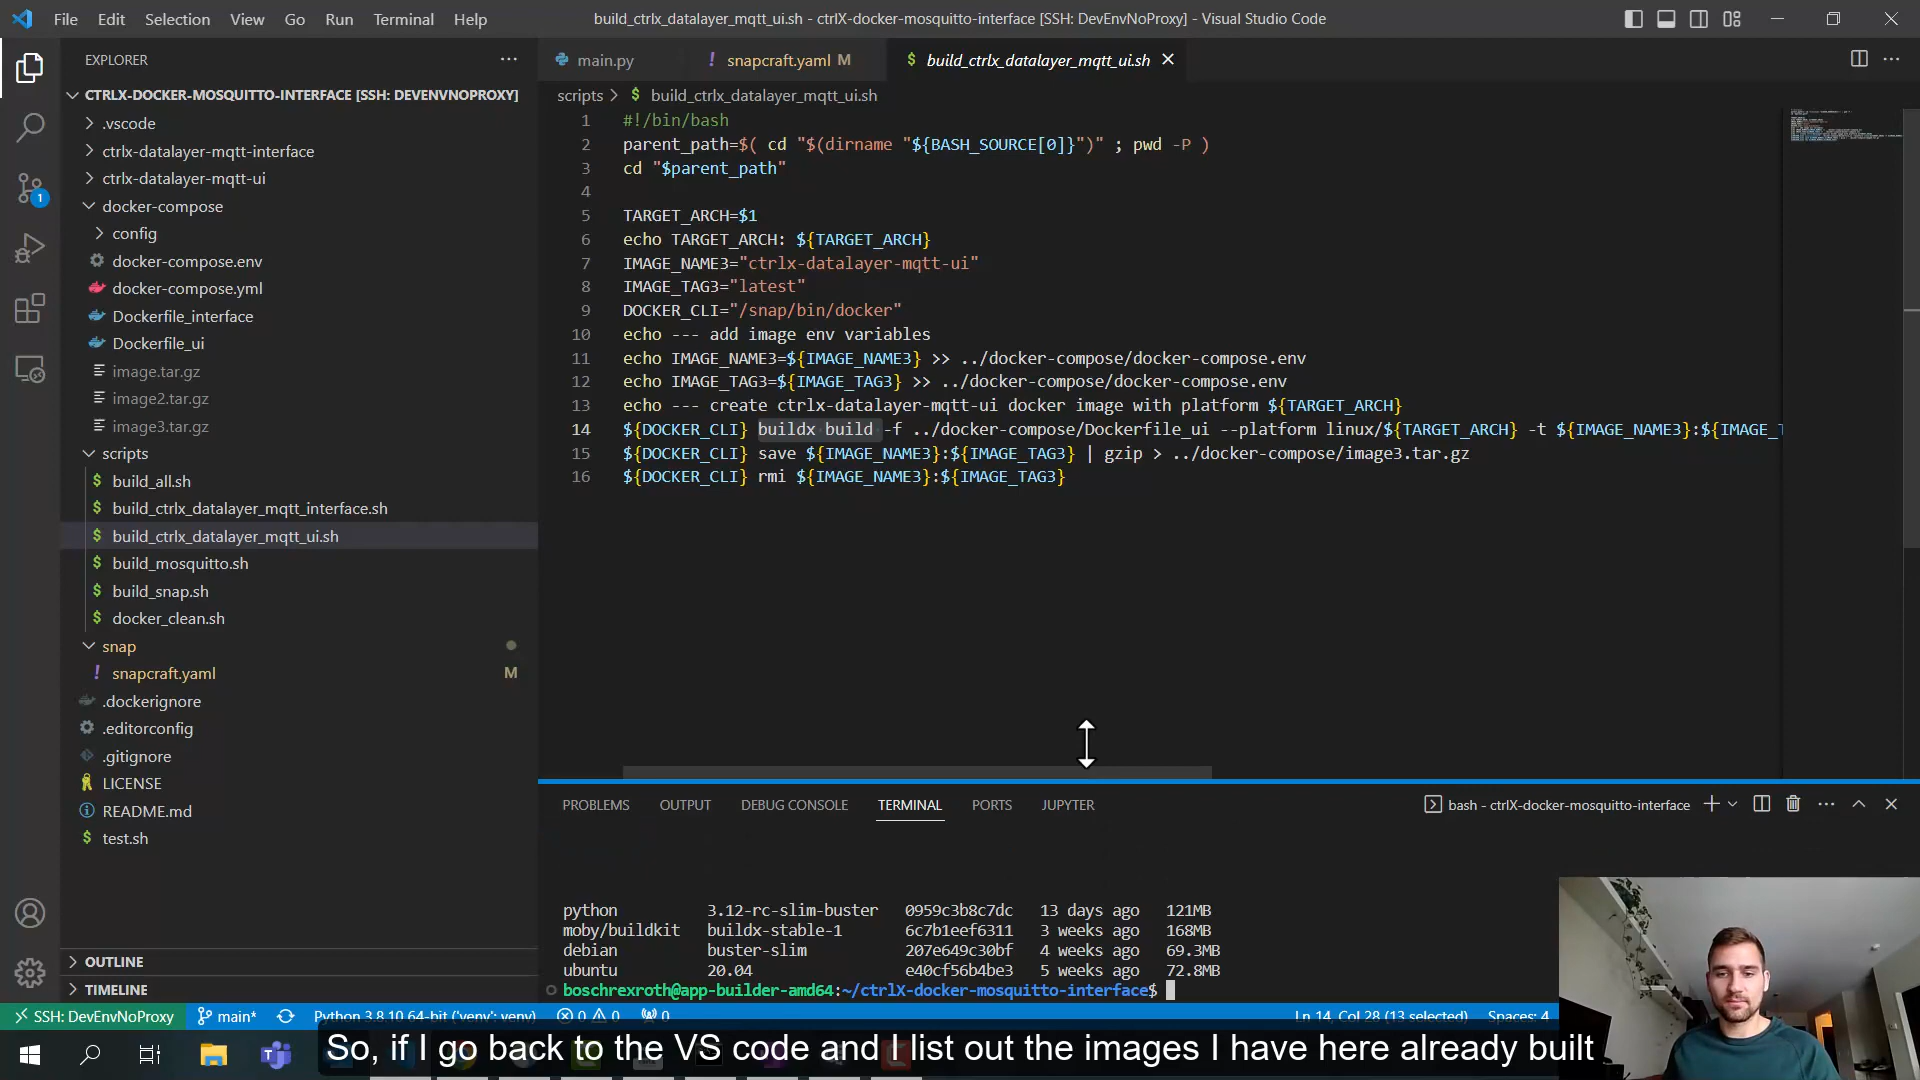 File Edit Selection View Go Run Terminal Help
build_ctrlx_datalayer_mqtt_ui.sh - ctrlX-docker-mosquitto-interface [SSH: DevEnvNoProxy] - Visual Studio Code
EXPLORER
CTRLX-DOCKER-MOSQUITTO-INTERFACE [SSH: DEVENVNOPROXY]
.vscode
ctrlx-datalayer-mqtt-interface
ctrlx-datalayer-mqtt-ui
docker-compose
config
docker-compose.env
docker-compose.yml
Dockerfile_interface
Dockerfile_ui
image.tar.gz
image2.tar.gz
image3.tar.gz
scripts
$ build_all.sh
$ build_ctrlx_datalayer_mqtt_interface.sh
$ build_ctrlx_datalayer_mqtt_ui.sh
$ build_mosquitto.sh
$ build_snap.sh
$ docker_clean.sh
snap
! snapcraft.yaml M
.dockerignore
.editorconfig
.gitignore
LICENSE
README.md
$ test.sh
OUTLINE
TIMELINE
1
main.py
! snapcraft.yaml M
$ build_ctrlx_datalayer_mqtt_ui.sh
scripts > $ build_ctrlx_datalayer_mqtt_ui.sh
1 #!/bin/bash
2 parent_path=$( cd "$(dirname "${BASH_SOURCE[0]}")" ; pwd -P )
3 cd "$parent_path"
4
5 TARGET_ARCH=$1
6 echo TARGET_ARCH: ${TARGET_ARCH}
7 IMAGE_NAME3="ctrlx-datalayer-mqtt-ui"
8 IMAGE_TAG3="latest"
9 DOCKER_CLI="/snap/bin/docker"
10 echo --- add image env variables
11 echo IMAGE_NAME3=${IMAGE_NAME3} >> ../docker-compose/docker-compose.env
12 echo IMAGE_TAG3=${IMAGE_TAG3} >> ../docker-compose/docker-compose.env
13 echo --- create ctrlx-datalayer-mqtt-ui docker image with platform ${TARGET_ARCH}
14 ${DOCKER_CLI} buildx build -f ../docker-compose/Dockerfile_ui --platform linux/${TARGET_ARCH} -t ${IMAGE_NAME3}:${IMAGE_T
15 ${DOCKER_CLI} save ${IMAGE_NAME3}:${IMAGE_TAG3} | gzip > ../docker-compose/image3.tar.gz
16 ${DOCKER_CLI} rmi ${IMAGE_NAME3}:${IMAGE_TAG3}
PROBLEMS OUTPUT DEBUG CONSOLE TERMINAL PORTS JUPYTER
bash - ctrlX-docker-mosquitto-interface
python 3.12-rc-slim-buster 0959c3b8c7dc 13 days ago 121MB
moby/buildkit buildx-stable-1 6c7b1eef6311 3 weeks ago 168MB
debian buster-slim 207e649c30bf 4 weeks ago 69.3MB
ubuntu 20.04 e40cf56b4be3 5 weeks ago 72.8MB
boschrexroth@app-builder-amd64:~/ctrlX-docker-mosquitto-interface$
SSH: DevEnvNoProxy main* Python 3.8.10 64-bit ('venv': venv) 0 0 0 Ln 14, Col 28 (13 selected) Spaces: 4
So, if I go back to the VS code and I list out the images I have here already built